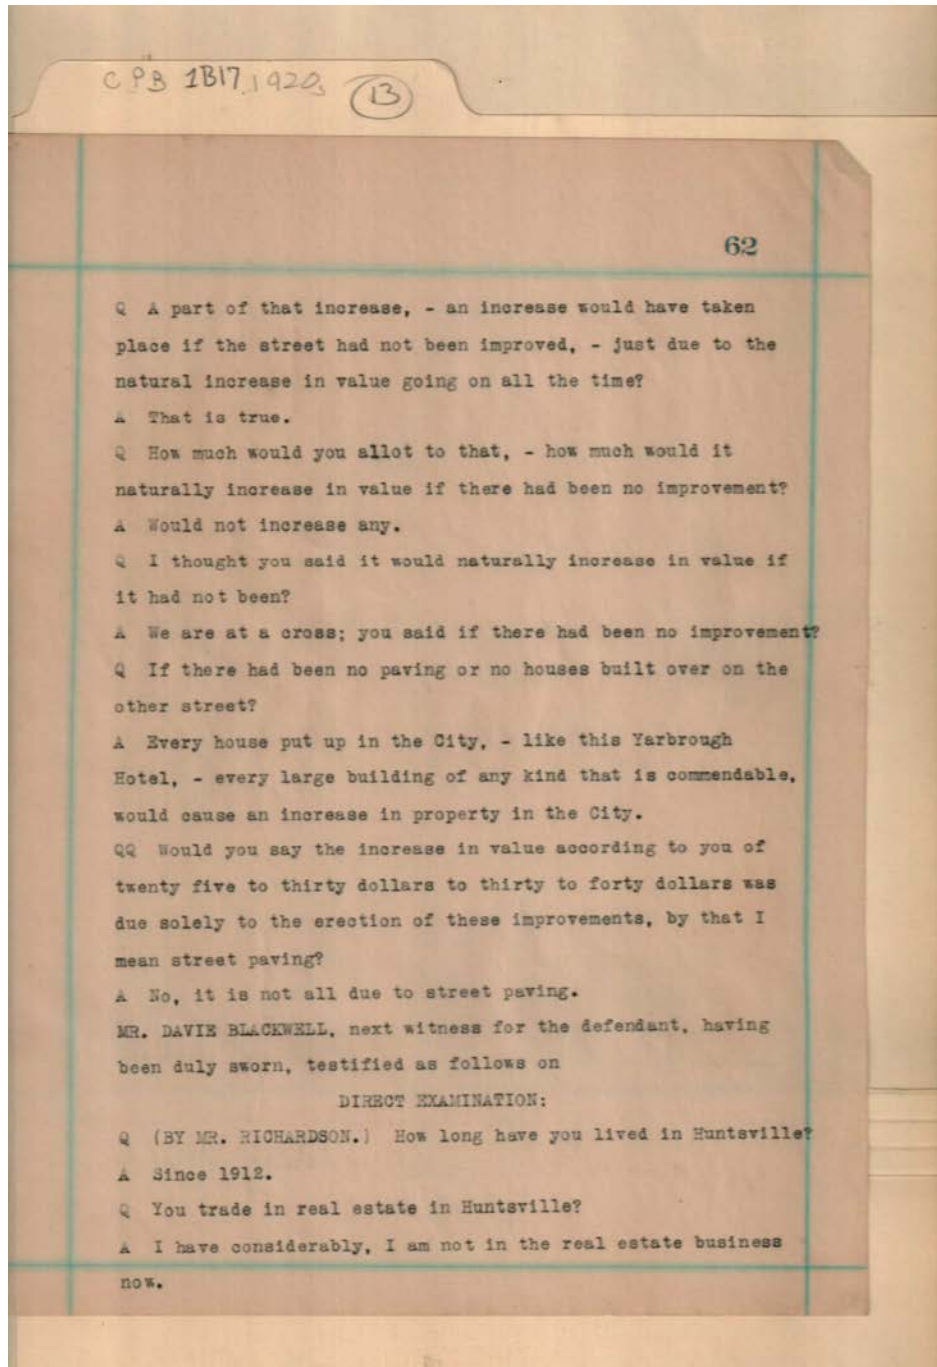 CPB 1B17, 1920s 13
62
Q A part of that increase, - an increase would have taken
place if the street had not been improved, - just due to the
natural increase in value going on all the time?
A That is true.
Q How much would you allot to that, - how much would it
naturally increase in value if there had been no improvement?
A Would not increase any.
Q I thought you said it would naturally increase in value if
it had not been?
A We are at a cross; you said if there had been no improvement?
Q If there had been no paving or no houses built over on the
other street?
A Every house put up in the City, - like this Yarbrough
Hotel, - every large building of any kind that is commendable,
would cause an increase in property in the City.
QQ Would you say the increase in value according to you of
twenty five to thirty dollars to thirty to forty dollars was
due solely to the erection of these improvements, by that I
mean street paving?
A No, it is not all due to street paving.
MR. DAVIE BLACKWELL, next witness for the defendant, having
been duly sworn, testified as follows on
DIRECT EXAMINATION:
Q (BY MR. RICHARDSON.) How long have you lived in Huntsville?
A Since 1912.
Q You trade in real estate in Huntsville?
A I have considerably, I am not in the real estate business
now.